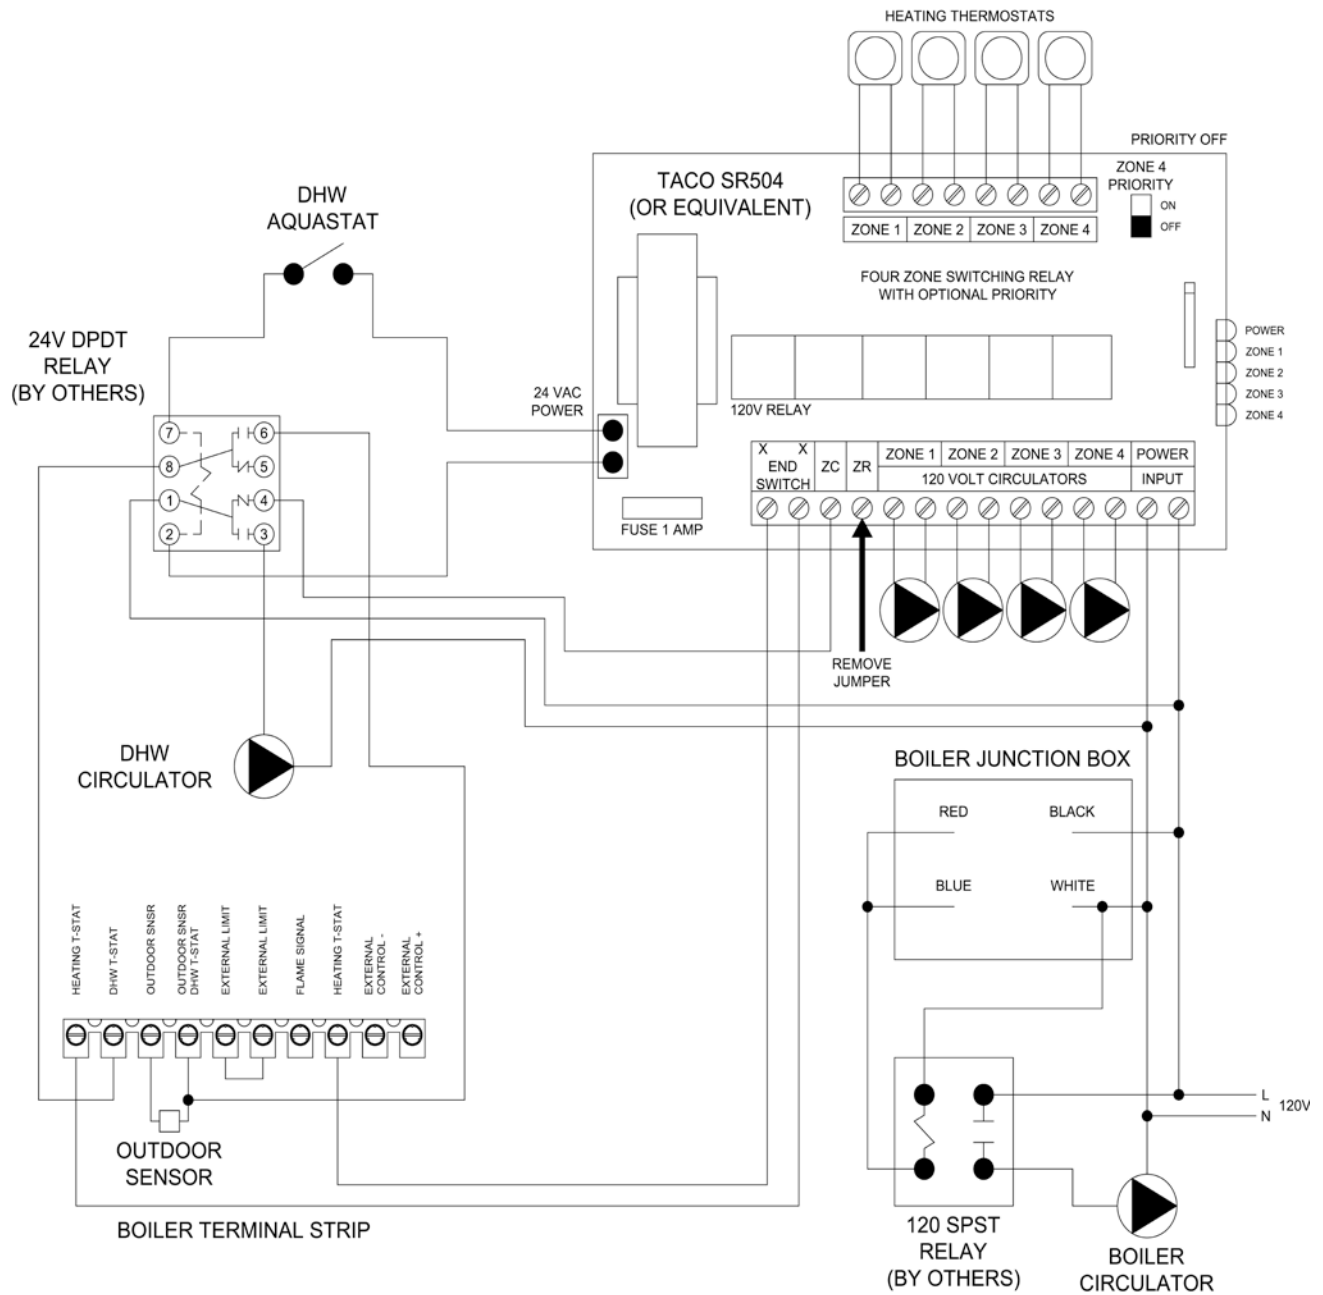 HEATING THERMOSTATS
PRIORITY OFF
TACO SR504
(OR EQUIVALENT)
ZONE 4
PRIORITY
ON
OFF
ZONE 1 ZONE 2 ZONE 3 ZONE 4
FOUR ZONE SWITCHING RELAY
WITH OPTIONAL PRIORITY
DHW
AQUASTAT
24V DPDT
RELAY
(BY OTHERS)
24 VAC
POWER
120V RELAY
POWER
ZONE 1
ZONE 2
ZONE 3
ZONE 4
7 6
8 5
1 4
2 3
X X
END
SWITCH
ZC ZR
ZONE 1 ZONE 2 ZONE 3 ZONE 4 POWER
120 VOLT CIRCULATORS INPUT
FUSE 1 AMP
REMOVE
JUMPER
DHW
CIRCULATOR
BOILER JUNCTION BOX
RED BLACK
BLUE WHITE
HEATING T-STAT
DHW T-STAT
OUTDOOR SNSR
OUTDOOR SNSR
DHW T-STAT
EXTERNAL LIMIT
EXTERNAL LIMIT
FLAME SIGNAL
HEATING T-STAT
EXTERNAL
CONTROL -
EXTERNAL
CONTROL +
OUTDOOR
SENSOR
BOILER TERMINAL STRIP
L
N
120V
120 SPST
RELAY
(BY OTHERS)
BOILER
CIRCULATOR